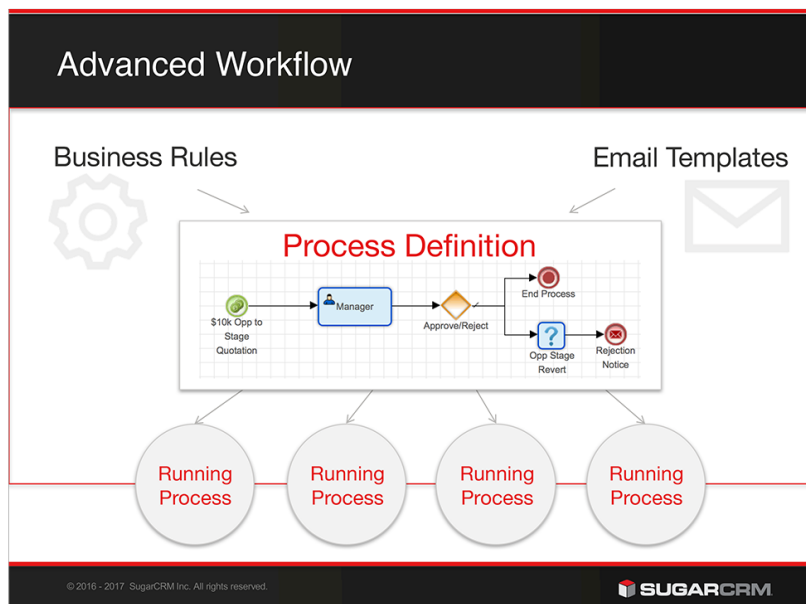 Advanced Workflow
Business Rules
Email Templates
Process Definition
$10k Opp to
Stage
Quotation
Manager
Approve/Reject
End Process
?
Opp Stage
Revert
Rejection
Notice
Running
Process
Running
Process
Running
Process
Running
Process
© 2016 - 2017 SugarCRM Inc. All rights reserved.
SUGARCRM